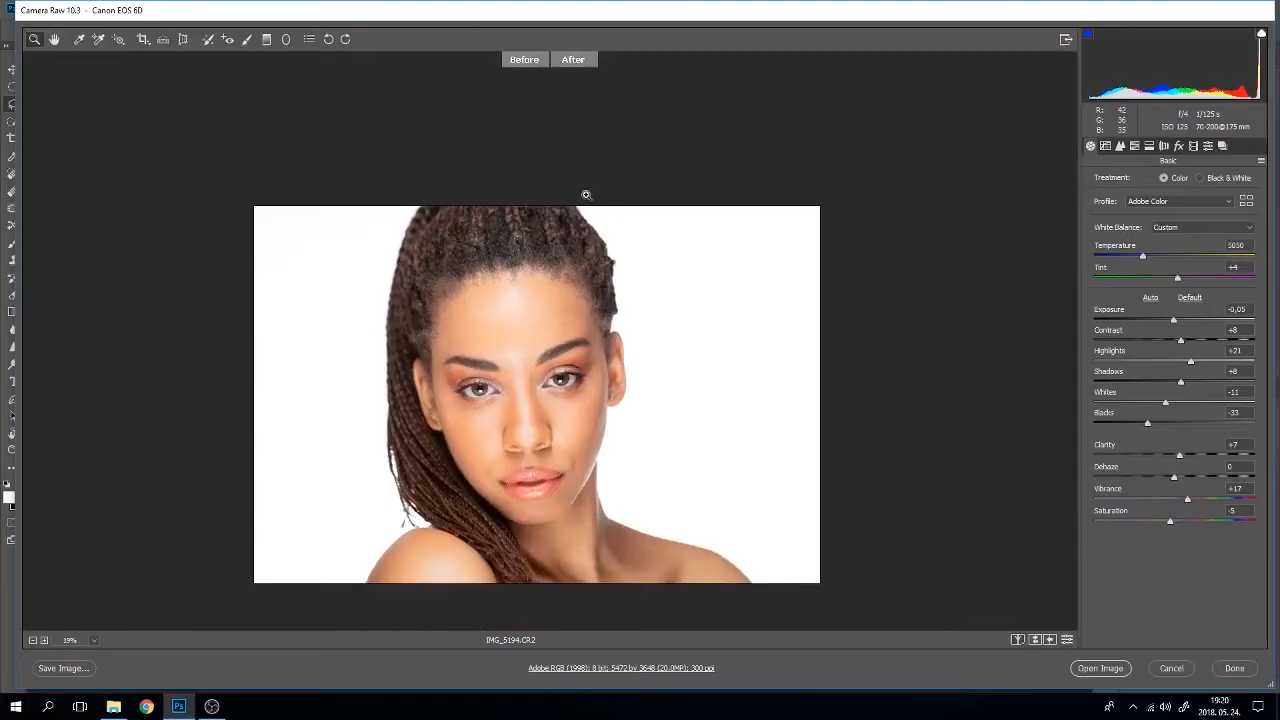 Camera Raw 10.3 - Canon EOS 6D
Before After
R: 42
G: 36
B: 35
f/4 1/125 s
ISO 125 70-200@175 mm
Basic
Treatment: Color Black & White
Profile: Adobe Color
White Balance: Custom
Temperature 5050
Tint +4
Auto Default
Exposure -0,05
Contrast +8
Highlights +21
Shadows +8
Whites -11
Blacks -33
Clarity +7
Dehaze 0
Vibrance +17
Saturation -5
19% IMG_5194.CR2
Save Image... Adobe RGB (1998); 8 bit; 5472 by 3648 (20.0MP); 300 ppi Open Image Cancel Done
Ps
19:20
2018. 05. 24.